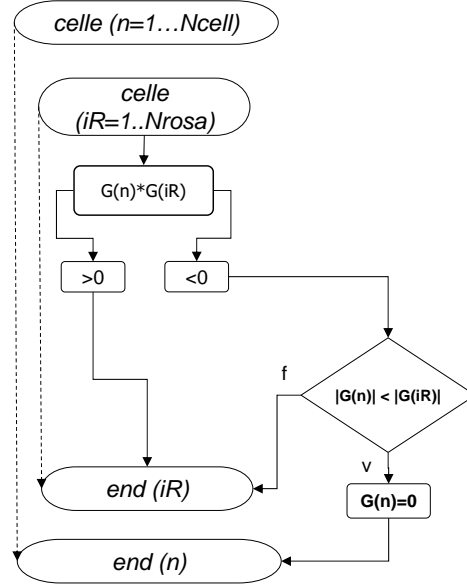 celle (n=1…Ncell)
celle
(iR=1..Nrosa)
G(n)*G(iR)
>0
<0
f
|G(n)| < |G(iR)|
v
end (iR)
G(n)=0
end (n)